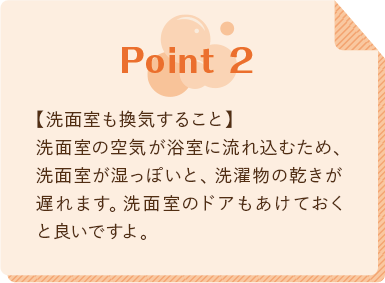 Point 2
【洗面室も換気すること】
洗面室の空気が浴室に流れ込むため、
洗面室が湿っぽいと、洗濯物の乾きが
遅れます。洗面室のドアもあけておく
と良いですよ。